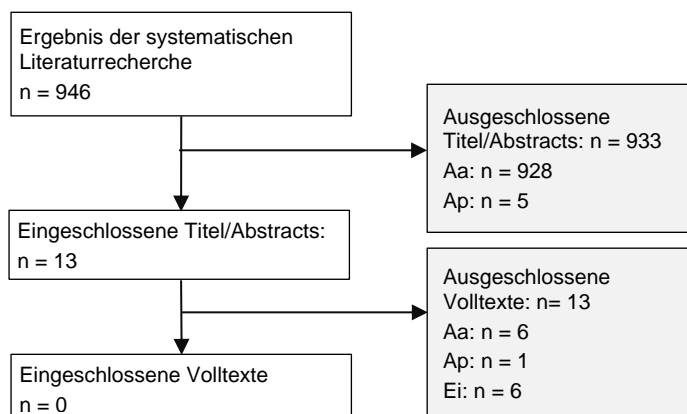 Ergebnis der systematischen
Literaturrecherche
n = 946
Ausgeschlossene
Titel/Abstracts: n = 933
Aa: n = 928
Ap: n = 5
Eingeschlossene Titel/Abstracts:
n = 13
Ausgeschlossene
Volltexte: n= 13
Aa: n = 6
Ap: n = 1
Ei: n = 6
Eingeschlossene Volltexte
n = 0